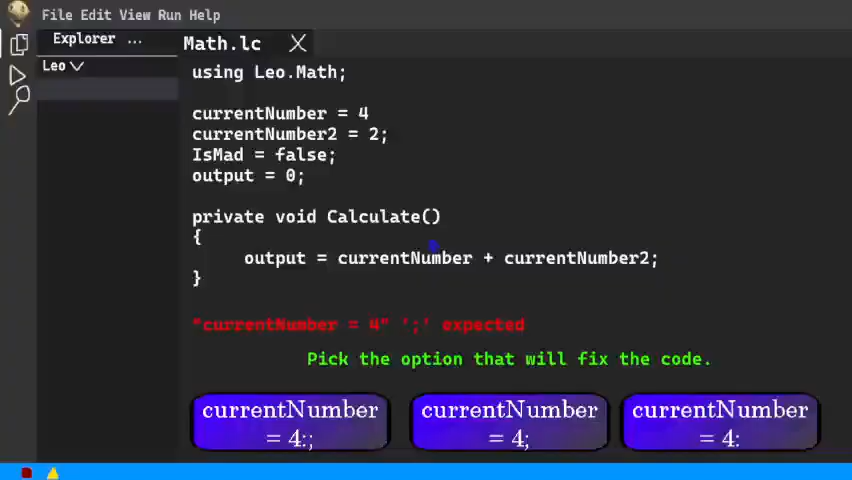 File Edit View Run Help
Explorer ...
Math.lc
Leo
using Leo.Math;
currentNumber = 4
currentNumber2 = 2;
IsMad = false;
output = 0;
private void Calculate()
{
output = currentNumber + currentNumber2;
}
"currentNumber = 4" ';' expected
Pick the option that will fix the code.
currentNumber
= 4:;
currentNumber
= 4;
currentNumber
= 4: